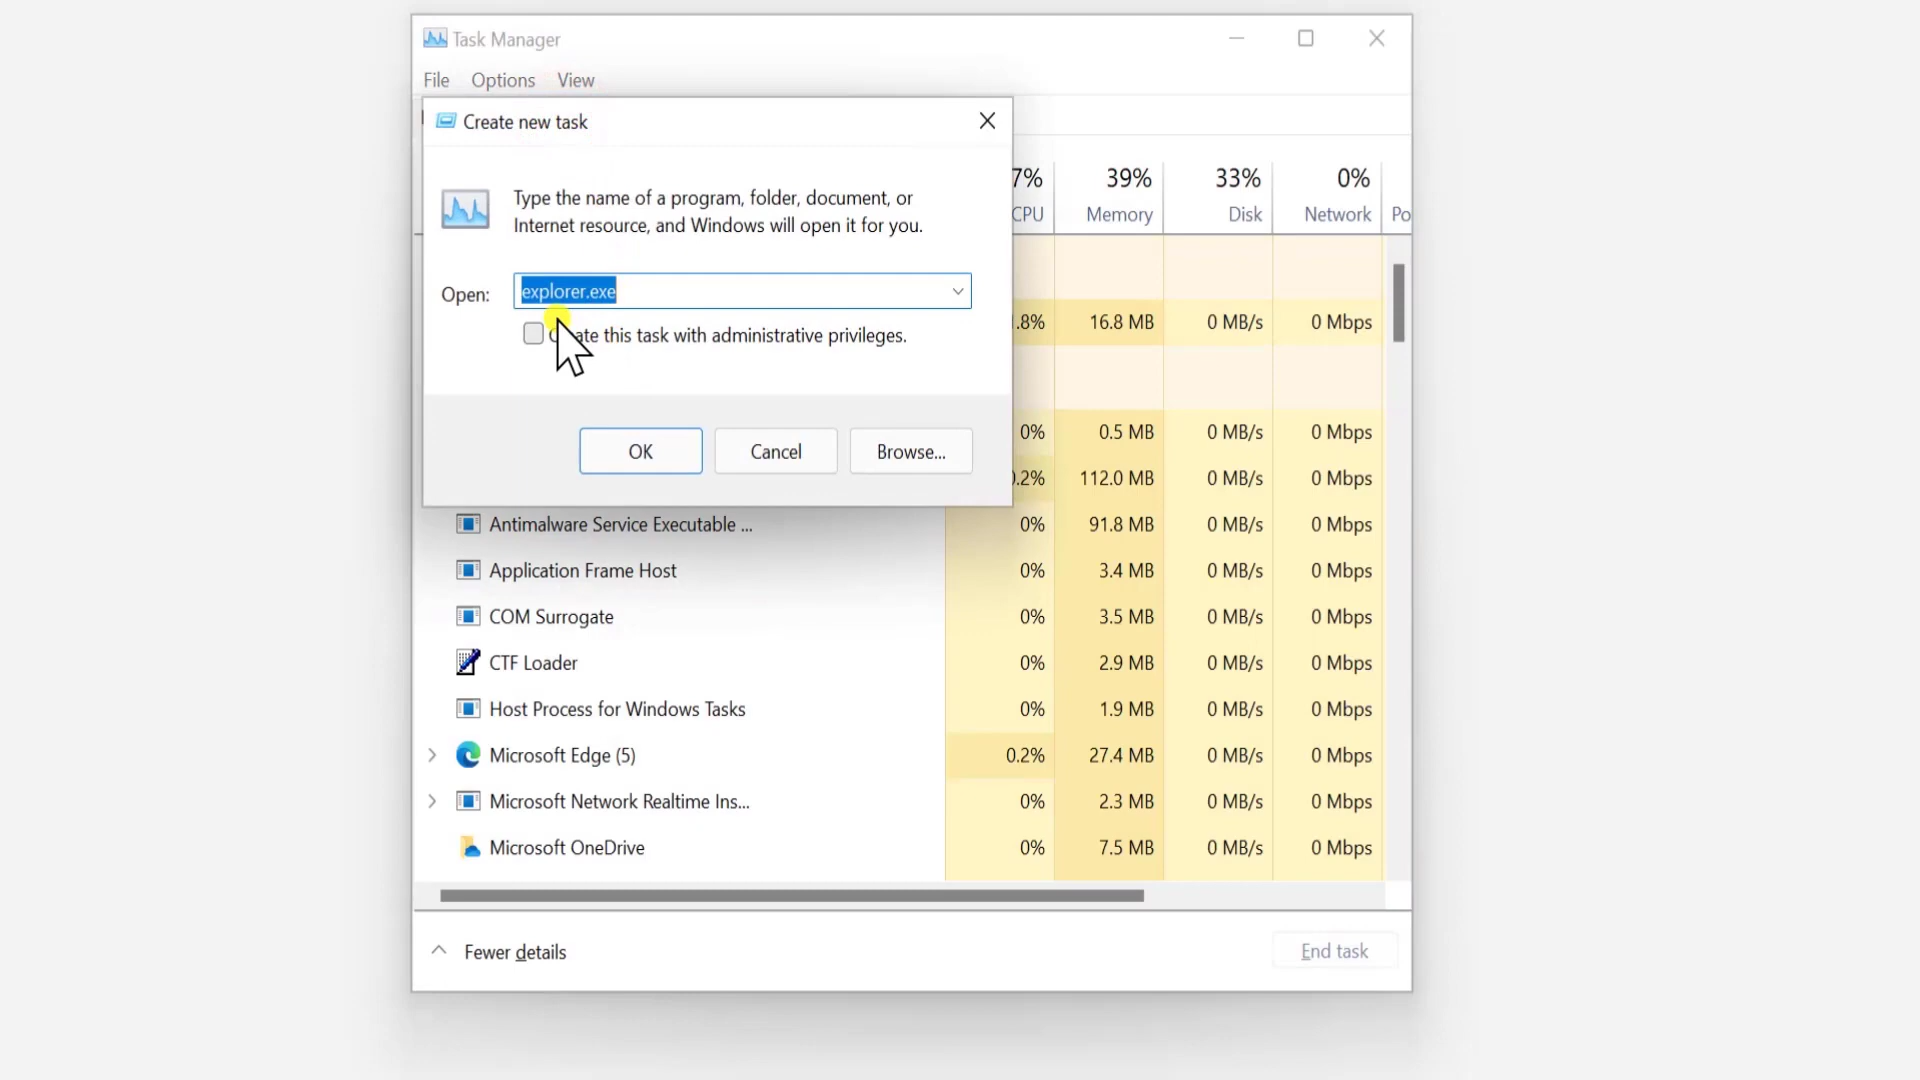 Task Manager
File Options View
Create new task
Type the name of a program, folder, document, or
Internet resource, and Windows will open it for you.
Open: explorer.exe
this task with administrative privileges.
OK Cancel Browse...
7% 39% 33% 0%
CPU Memory Disk Network Po
.8% 16.8 MB 0 MB/s 0 Mbps
0% 0.5 MB 0 MB/s 0 Mbps
.2% 112.0 MB 0 MB/s 0 Mbps
Antimalware Service Executable ... 0% 91.8 MB 0 MB/s 0 Mbps
Application Frame Host 0% 3.4 MB 0 MB/s 0 Mbps
COM Surrogate 0% 3.5 MB 0 MB/s 0 Mbps
CTF Loader 0% 2.9 MB 0 MB/s 0 Mbps
Host Process for Windows Tasks 0% 1.9 MB 0 MB/s 0 Mbps
Microsoft Edge (5) 0.2% 27.4 MB 0 MB/s 0 Mbps
Microsoft Network Realtime Ins... 0% 2.3 MB 0 MB/s 0 Mbps
Microsoft OneDrive 0% 7.5 MB 0 MB/s 0 Mbps
Fewer details End task